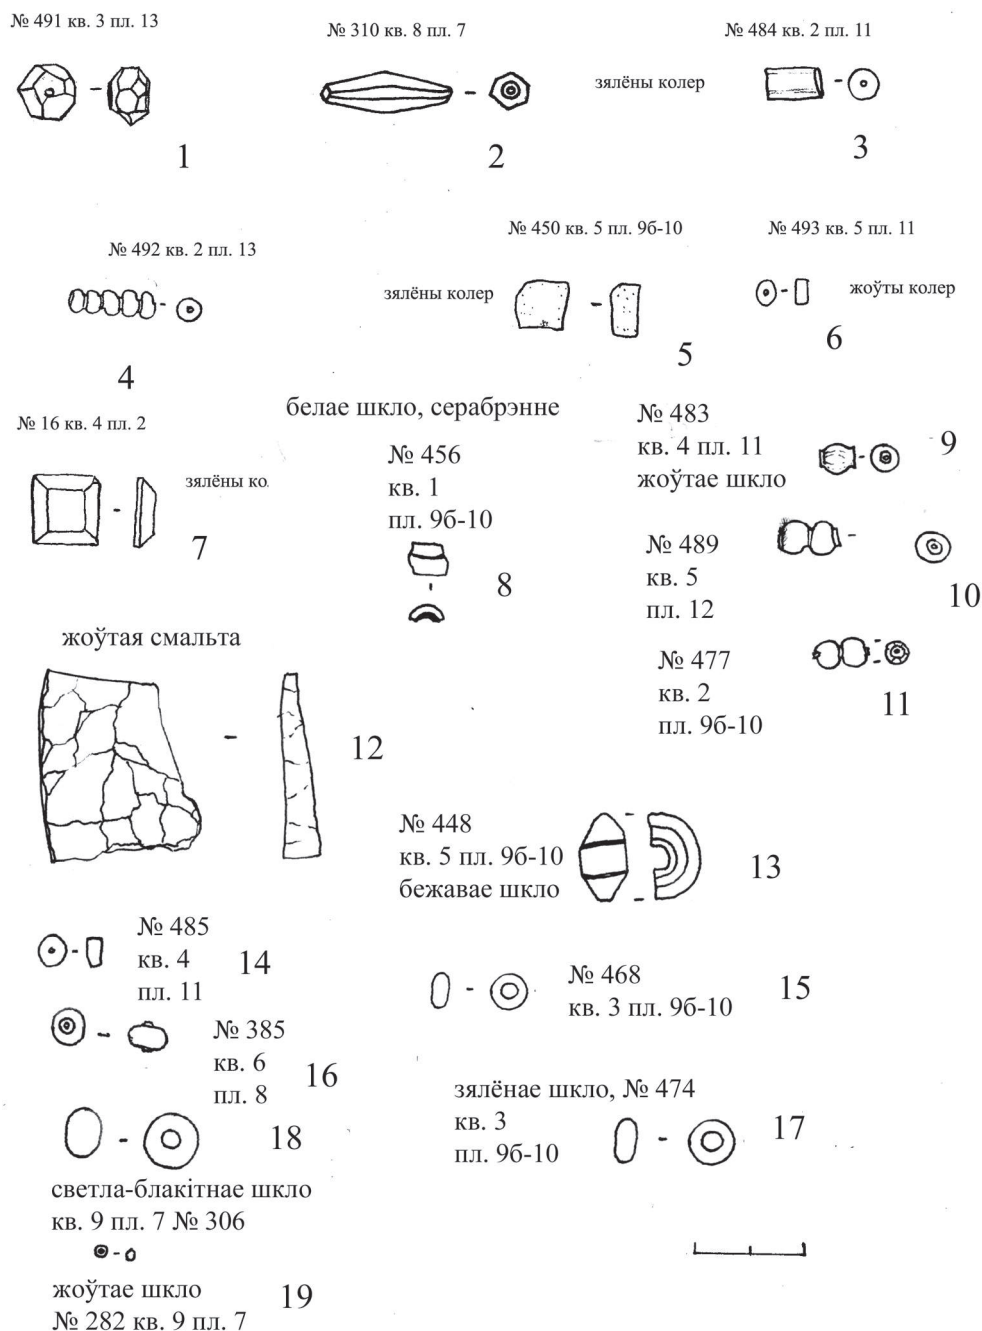 № 491 кв. 3 пл. 13
1
№ 310 кв. 8 пл. 7
2
№ 484 кв. 2 пл. 11
зялёны колер
3
№ 492 кв. 2 пл. 13
4
№ 450 кв. 5 пл. 9б-10
зялёны колер
5
№ 493 кв. 5 пл. 11
жоўты колер
6
№ 16 кв. 4 пл. 2
зялёны ко
7
белае шкло, серабрэнне
№ 456
кв. 1
пл. 9б-10
8
№ 483
кв. 4 пл. 11
жоўтае шкло
9
№ 489
кв. 5
пл. 12
10
№ 477
кв. 2
пл. 9б-10
11
жоўтая смальта
12
№ 448
кв. 5 пл. 9б-10
бежавае шкло
13
№ 485
кв. 4
пл. 11
14
№ 468
кв. 3 пл. 9б-10
15
№ 385
кв. 6
пл. 8
16
зялёнае шкло, № 474
кв. 3
пл. 9б-10
17
18
светла-блакітнае шкло
кв. 9 пл. 7 № 306
жоўтае шкло
№ 282 кв. 9 пл. 7
19